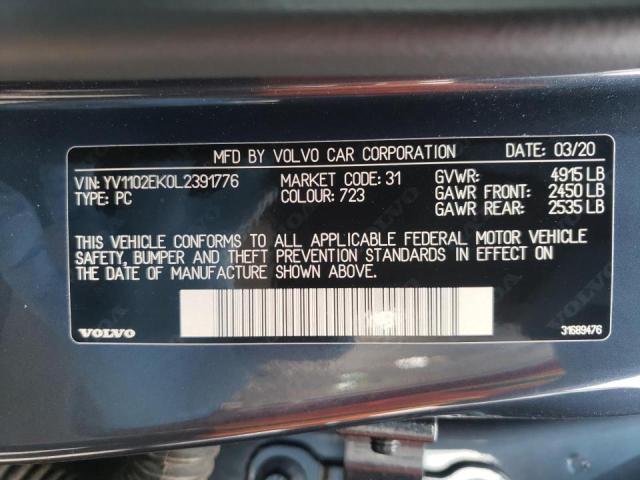 MFD BY VOLVO CAR CORPORATION DATE: 03/20
VIN: YV1102EK0L2391776 MARKET CODE: 31 GVWR: 4915 LB
TYPE: PC COLOUR: 723 GAWR FRONT: 2450 LB
GAWR REAR: 2535 LB
THIS VEHICLE CONFORMS TO ALL APPLICABLE FEDERAL MOTOR VEHICLE
SAFETY, BUMPER AND THEFT PREVENTION STANDARDS IN EFFECT ON
THE DATE OF MANUFACTURE SHOWN ABOVE.
VOLVO 31689476